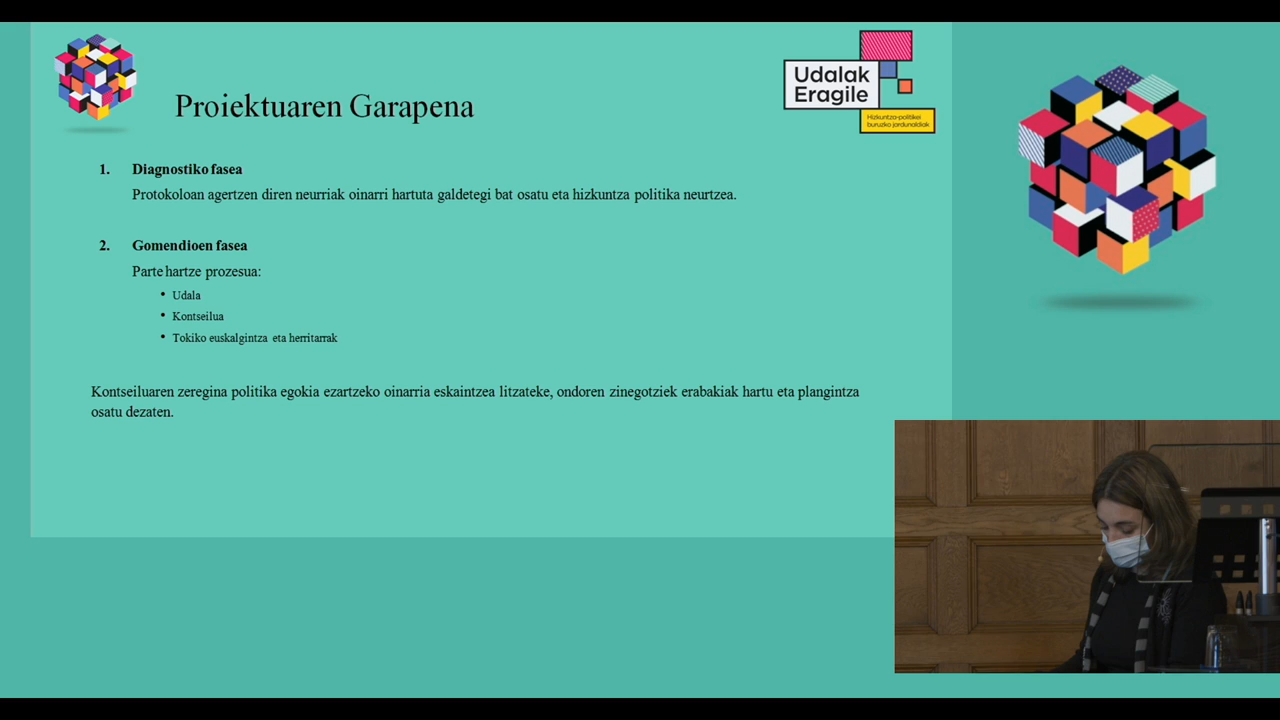 Proiektuaren Garapena
Udalak
Eragile
Hizkuntza-politikei
buruzko jardunaldiak
1. Diagnostiko fasea
Protokoloan agertzen diren neurriak oinarri hartuta galdetegi bat osatu eta hizkuntza politika neurtzea.
2. Gomendioen fasea
Parte hartze prozesua:
• Udala
• Kontseilua
• Tokiko euskalgintza eta herritarrak
Kontseiluaren zeregina politika egokia ezartzeko oinarria eskaintzea litzateke, ondoren zinegotziek erabakiak hartu eta plangintza
osatu dezaten.